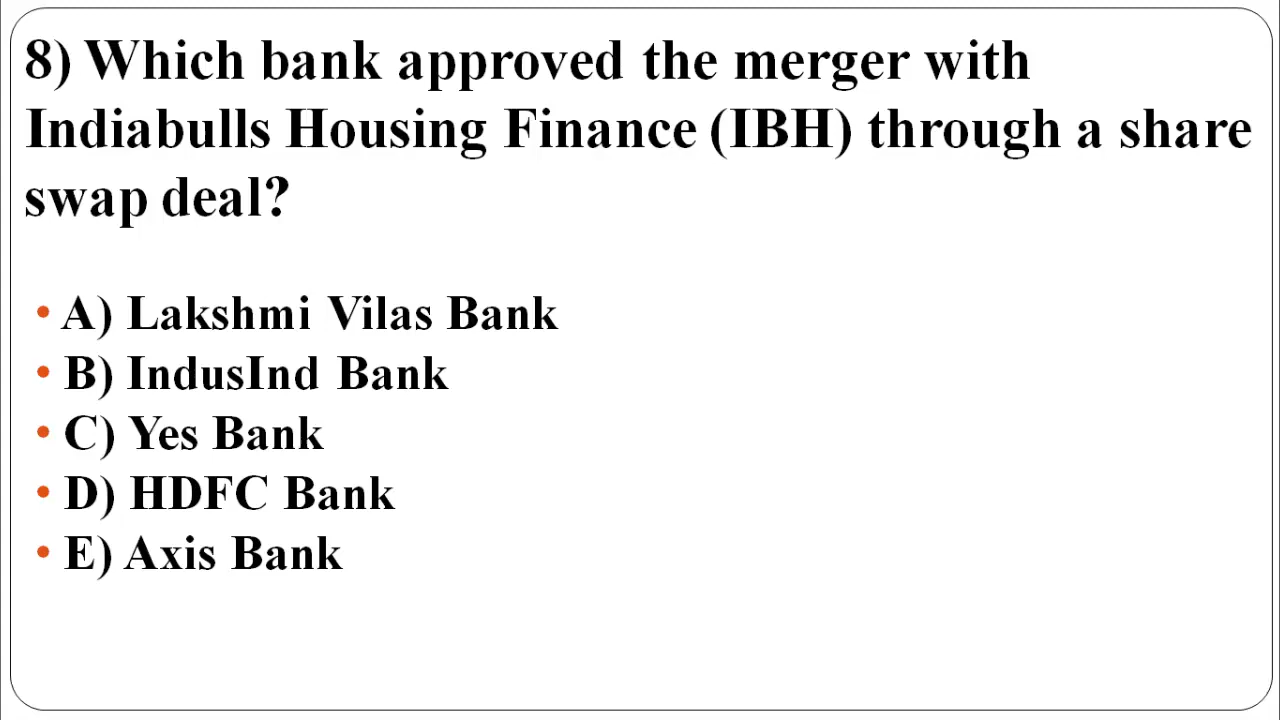 8) Which bank approved the merger with
Indiabulls Housing Finance (IBH) through a share
swap deal?
• A) Lakshmi Vilas Bank
• B) IndusInd Bank
• C) Yes Bank
• D) HDFC Bank
• E) Axis Bank